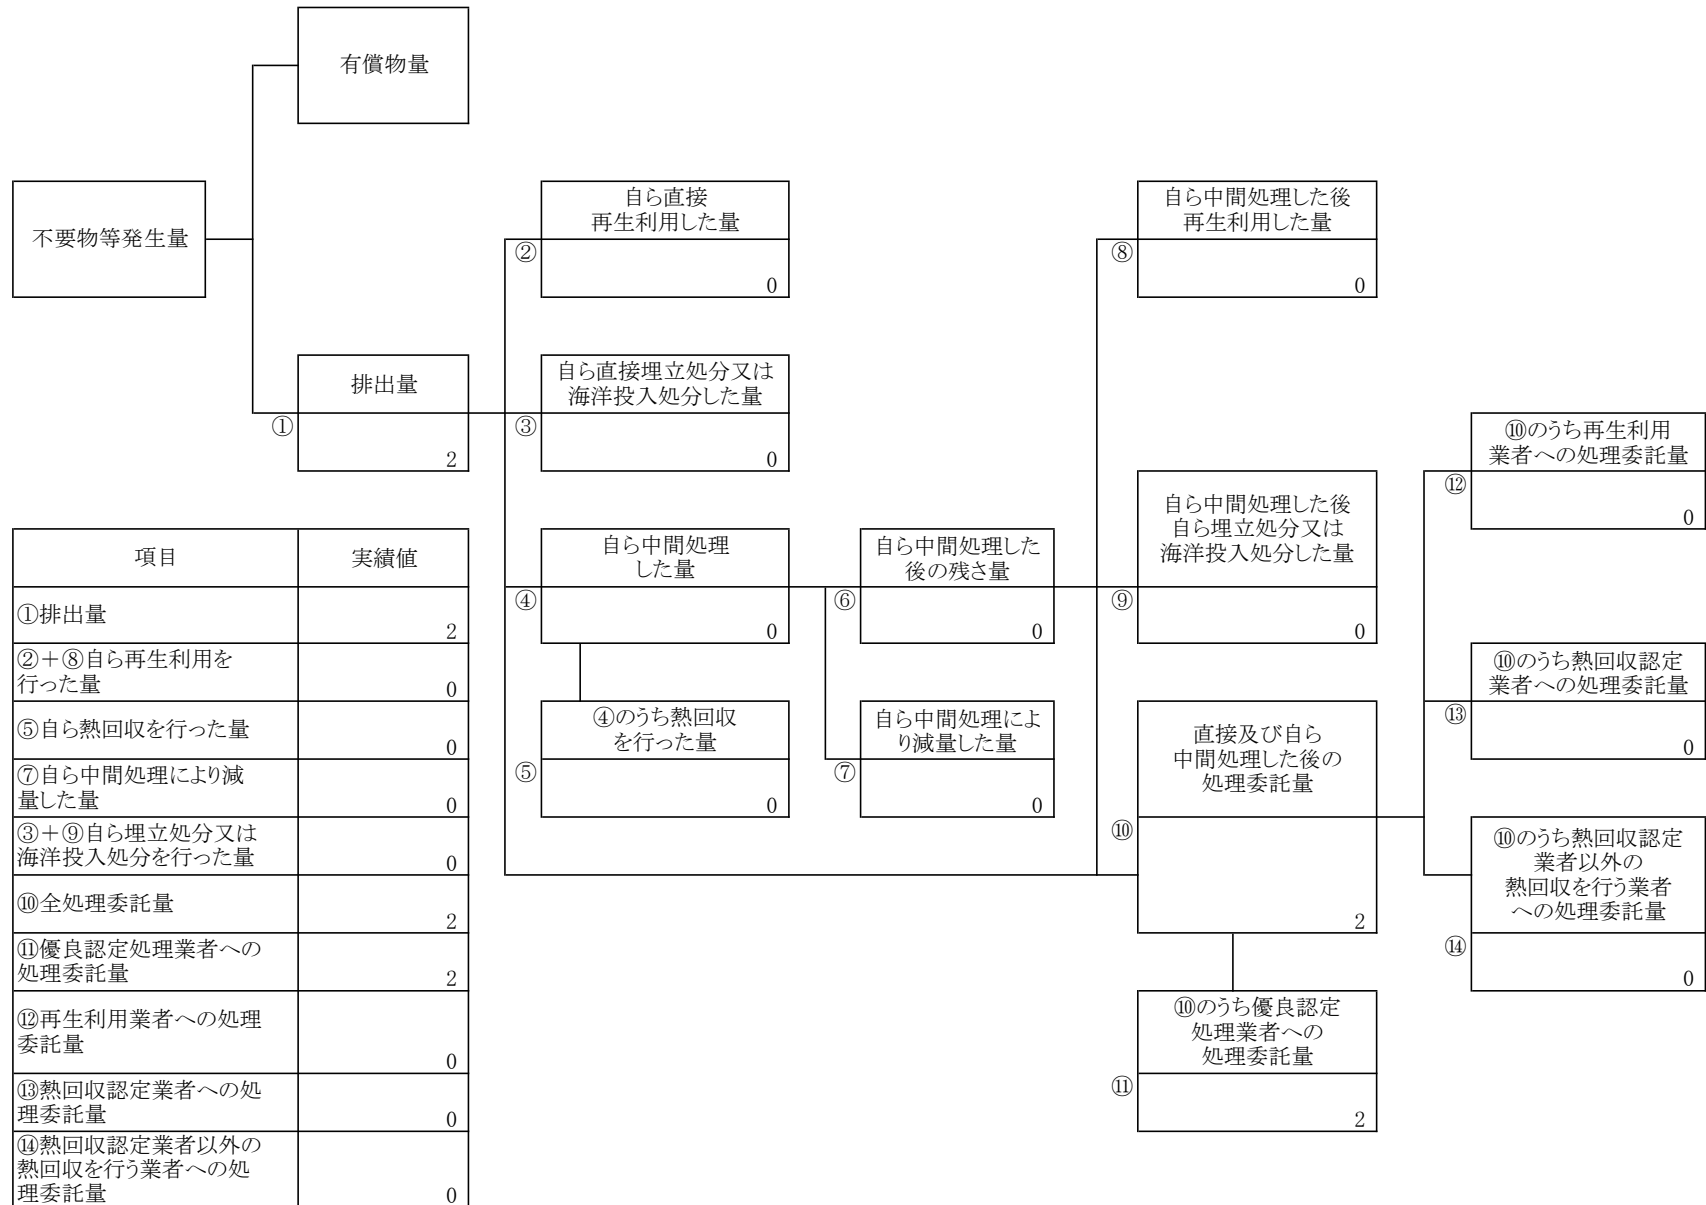 有償物量
不要物等発生量
自ら直接
再生利用した量
②
0
自ら中間処理した後
再生利用した量
⑧
0
排出量
①
2
自ら直接埋立処分又は
海洋投入処分した量
③
0
⑩のうち再生利用
業者への処理委託量
⑫
0
自ら中間処理
した量
④
0
自ら中間処理した
後の残さ量
⑥
0
自ら中間処理した後
自ら埋立処分又は
海洋投入処分した量
⑨
0
⑩のうち熱回収認定
業者への処理委託量
⑬
0
④のうち熱回収
を行った量
⑤
0
自ら中間処理によ
り減量した量
⑦
0
直接及び自ら
中間処理した後の
処理委託量
⑩
2
⑩のうち熱回収認定
業者以外の
熱回収を行う業者
への処理委託量
⑭
0
⑩のうち優良認定
処理業者への
処理委託量
⑪
2
項目 実績値
①排出量
2
②+⑧自ら再生利用を
行った量
0
⑤自ら熱回収を行った量
0
⑦自ら中間処理により減
量した量
0
③+⑨自ら埋立処分又は
海洋投入処分を行った量
0
⑩全処理委託量
2
⑪優良認定処理業者への
処理委託量
2
⑫再生利用業者への処理
委託量
0
⑬熱回収認定業者への処
理委託量
0
⑭熱回収認定業者以外の
熱回収を行う業者への処
理委託量
0